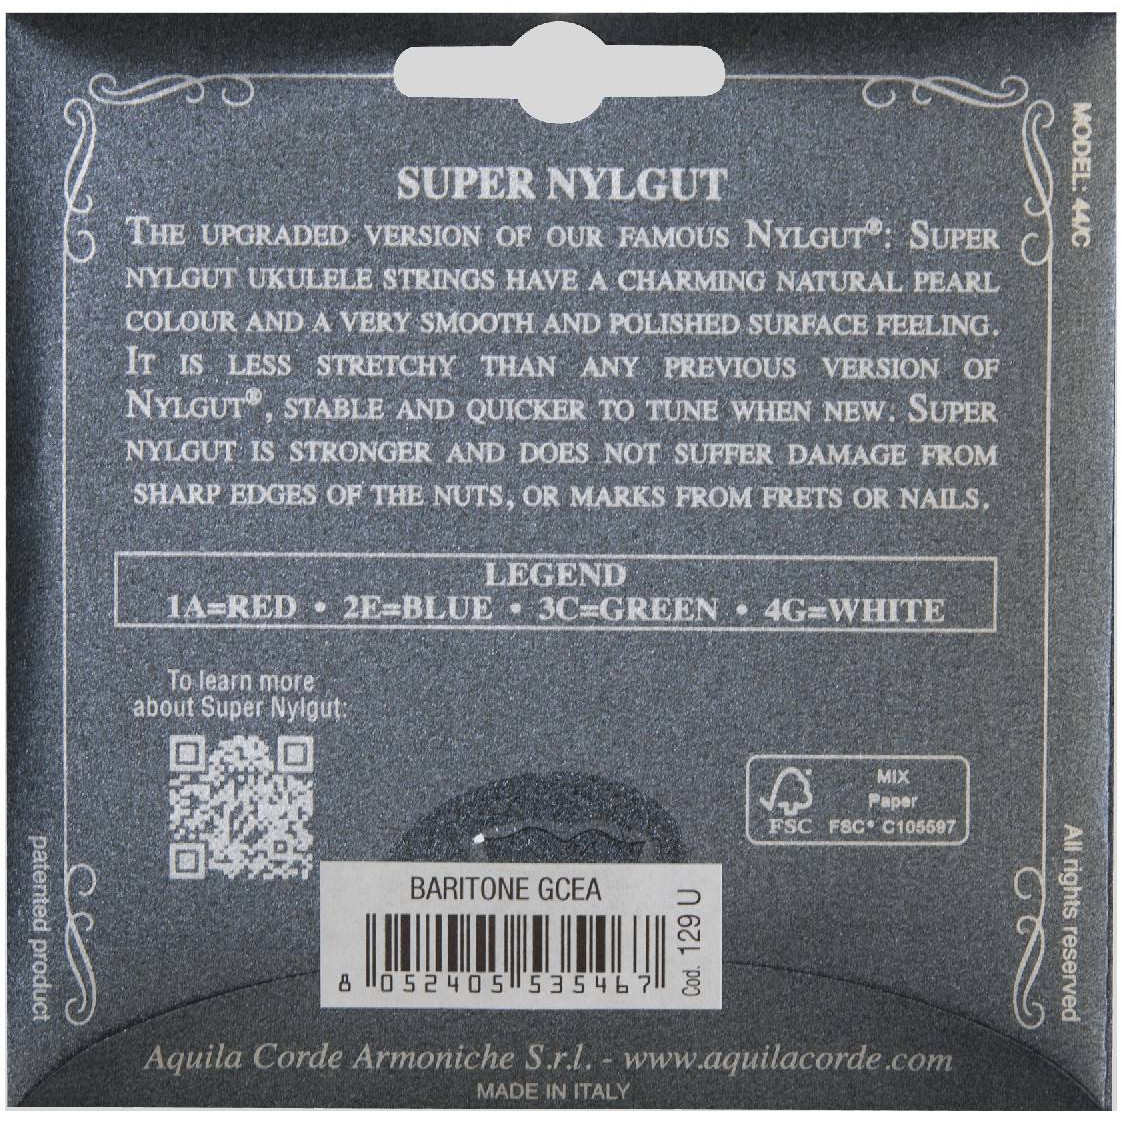 SUPER NYLGUT
THE UPGRADED VERSION OF OUR FAMOUS NYLGUT®: SUPER
NYLGUT UKULELE STRINGS HAVE A CHARMING NATURAL PEARL
COLOUR AND A VERY SMOOTH AND POLISHED SURFACE FEELING.
IT IS LESS STRETCHY THAN ANY PREVIOUS VERSION OF
NYLGUT®, STABLE AND QUICKER TO TUNE WHEN NEW. SUPER
NYLGUT IS STRONGER AND DOES NOT SUFFER DAMAGE FROM
SHARP EDGES OF THE NUTS, OR MARKS FROM FRETS OR NAILS.
LEGEND
1A=RED • 2E=BLUE • 3C=GREEN • 4G=WHITE
To learn more
about Super Nylgut:
MIX
Paper
FSC
FSC® C105597
BARITONE GCEA
8 052405 535467
Cod. 129 U
Aquila Corde Armoniche S.r.l. - www.aquilacorde.com
MADE IN ITALY
patented product
MODEL: 44/C
All rights reserved